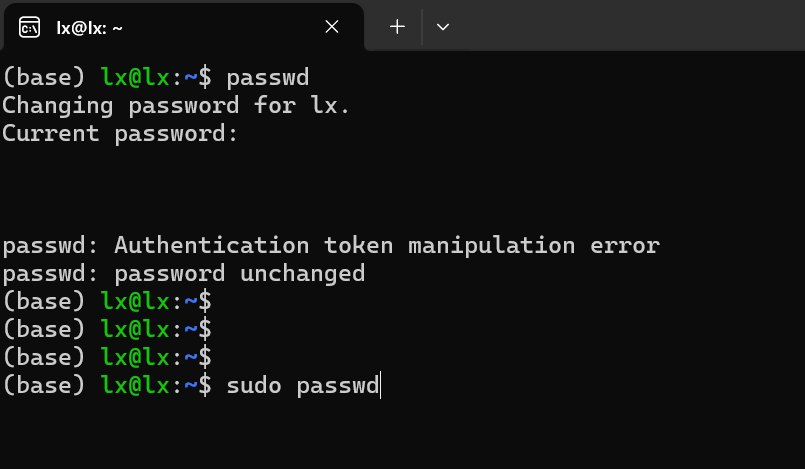 C:\
lx@lx: ~
(base) lx@lx:~$ passwd
Changing password for lx.
Current password:
passwd: Authentication token manipulation error
passwd: password unchanged
(base) lx@lx:~$
(base) lx@lx:~$
(base) lx@lx:~$
(base) lx@lx:~$ sudo passwd